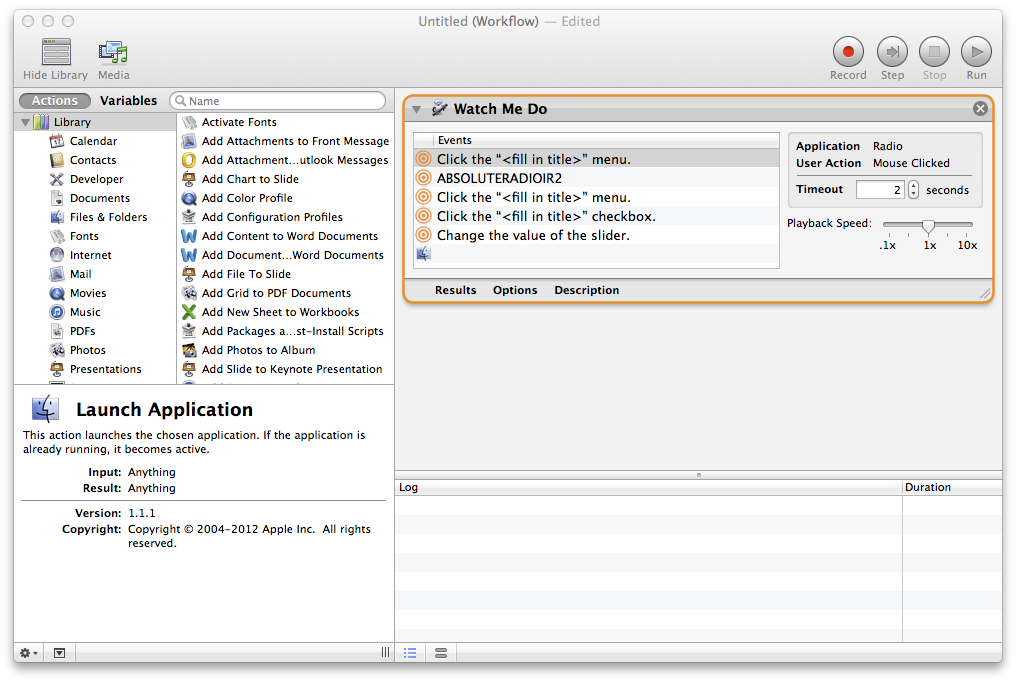 Untitled (Workflow) — Edited
Hide Library
Media
Record
Step
Stop
Run
Actions
Variables
Name
Library
Calendar
Contacts
Developer
Documents
Files & Folders
Fonts
Internet
Mail
Movies
Music
PDFs
Photos
Presentations
Activate Fonts
Add Attachments to Front Message
Add Attachment...utlook Messages
Add Chart to Slide
Add Color Profile
Add Configuration Profiles
Add Content to Word Documents
Add Document...Word Documents
Add File To Slide
Add Grid to PDF Documents
Add New Sheet to Workbooks
Add Packages a...st-Install Scripts
Add Photos to Album
Add Slide to Keynote Presentation
Launch Application
This action launches the chosen application. If the application is
already running, it becomes active.
Input: Anything
Result: Anything
Version: 1.1.1
Copyright: Copyright © 2004–2012 Apple Inc.  All rights
reserved.
Watch Me Do
Events
Click the “<fill in title>” menu.
ABSOLUTERADIOIR2
Click the “<fill in title>” menu.
Click the “<fill in title>” checkbox.
Change the value of the slider.
Application Radio
User Action Mouse Clicked
Timeout 2 seconds
Playback Speed:
.1x 1x 10x
Results Options Description
Log Duration